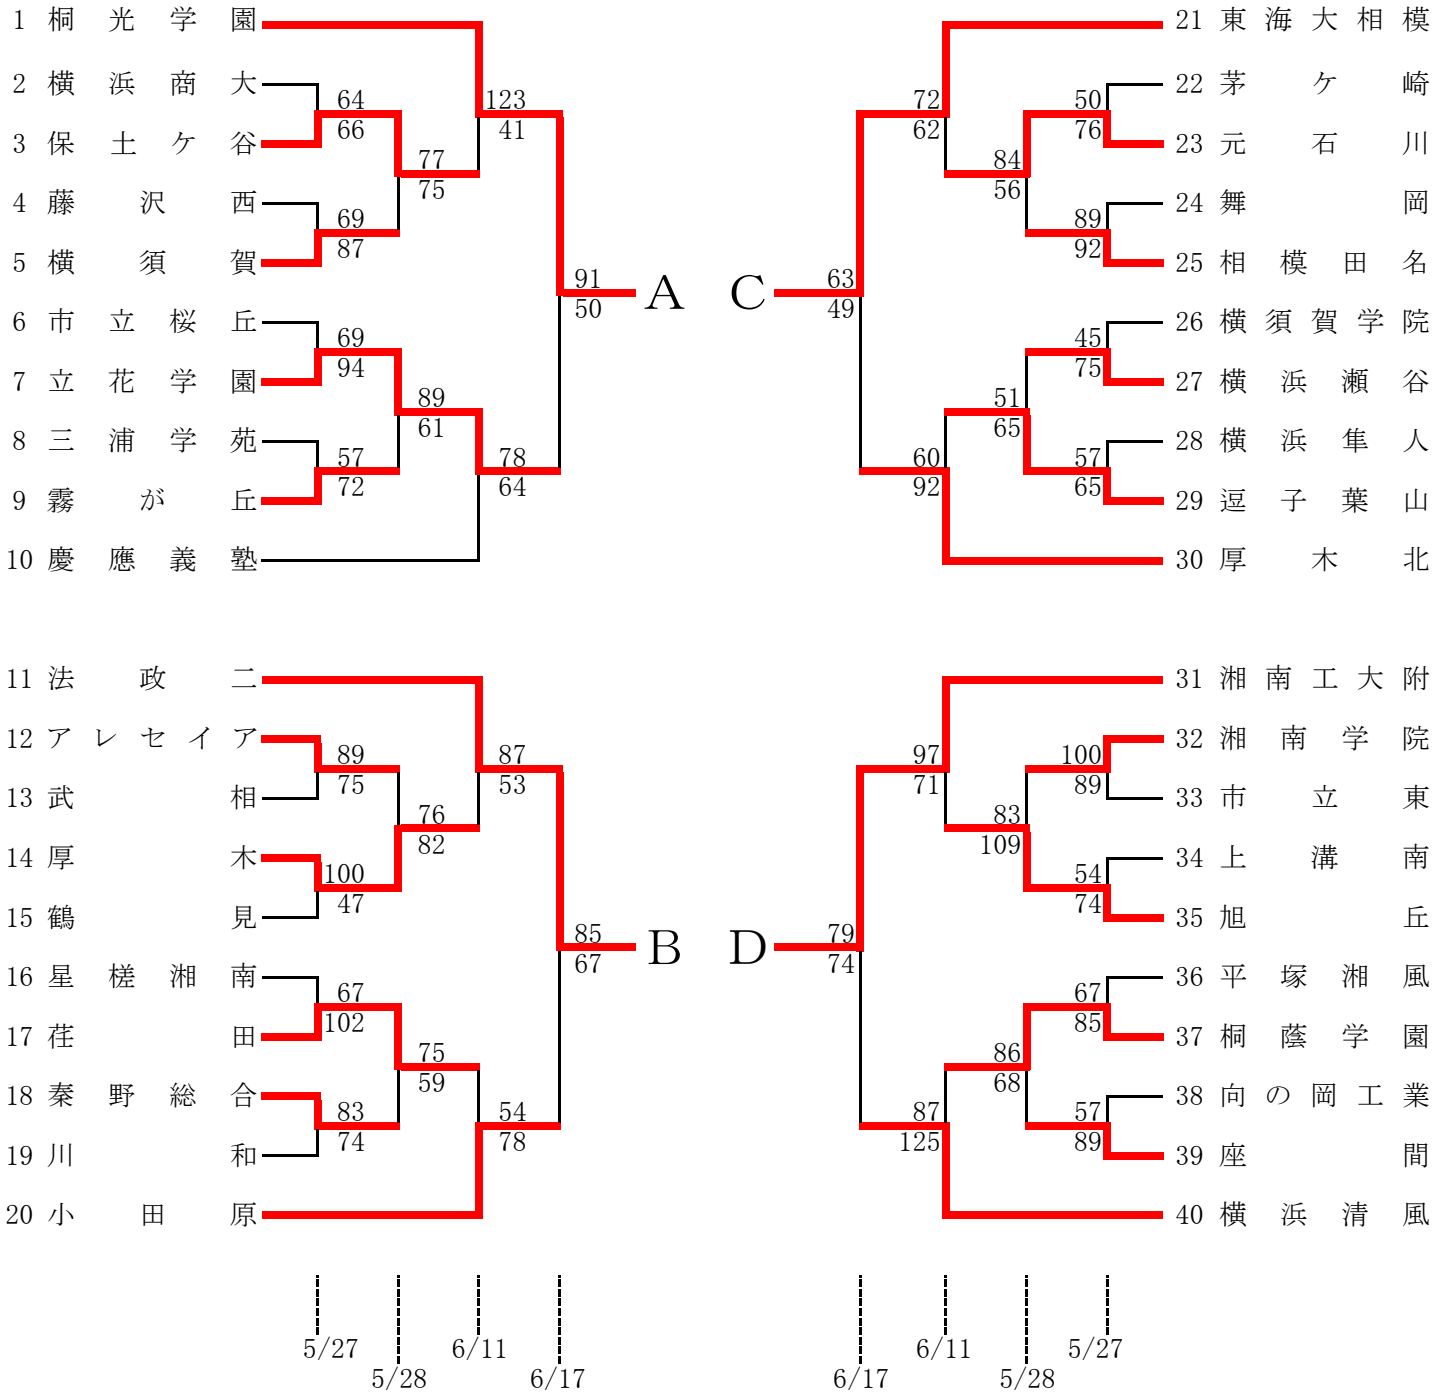 1 桐光学園
2 横浜商大
64
66
3 保土ケ谷
77
75
4 藤沢西
69
87
5 横須賀
123
41
6 市立桜丘
69
94
7 立花学園
89
61
8 三浦学苑
57
72
9 霧が丘
78
64
10 慶應義塾
91
50
A
11 法政二
12 アレセイア
89
75
13 武相
76
82
14 厚木
100
47
15 鶴見
87
53
16 星槎湘南
67
102
17 荏田
75
59
18 秦野総合
83
74
19 川和
54
78
20 小田原
85
67
B
21 東海大相模
22 茅ケ崎
50
76
23 元石川
84
56
24 舞岡
89
92
25 相模田名
72
62
26 横須賀学院
45
75
27 横浜瀬谷
51
65
28 横浜隼人
57
65
29 逗子葉山
60
92
30 厚木北
63
49
C
31 湘南工大附
32 湘南学院
100
89
33 市立東
83
109
34 上溝南
54
74
35 旭丘
97
71
36 平塚湘風
67
85
37 桐蔭学園
86
68
38 向の岡工業
57
89
39 座間
87
125
40 横浜清風
79
74
D
5/27
5/28
6/11
6/17
6/17
6/11
5/28
5/27